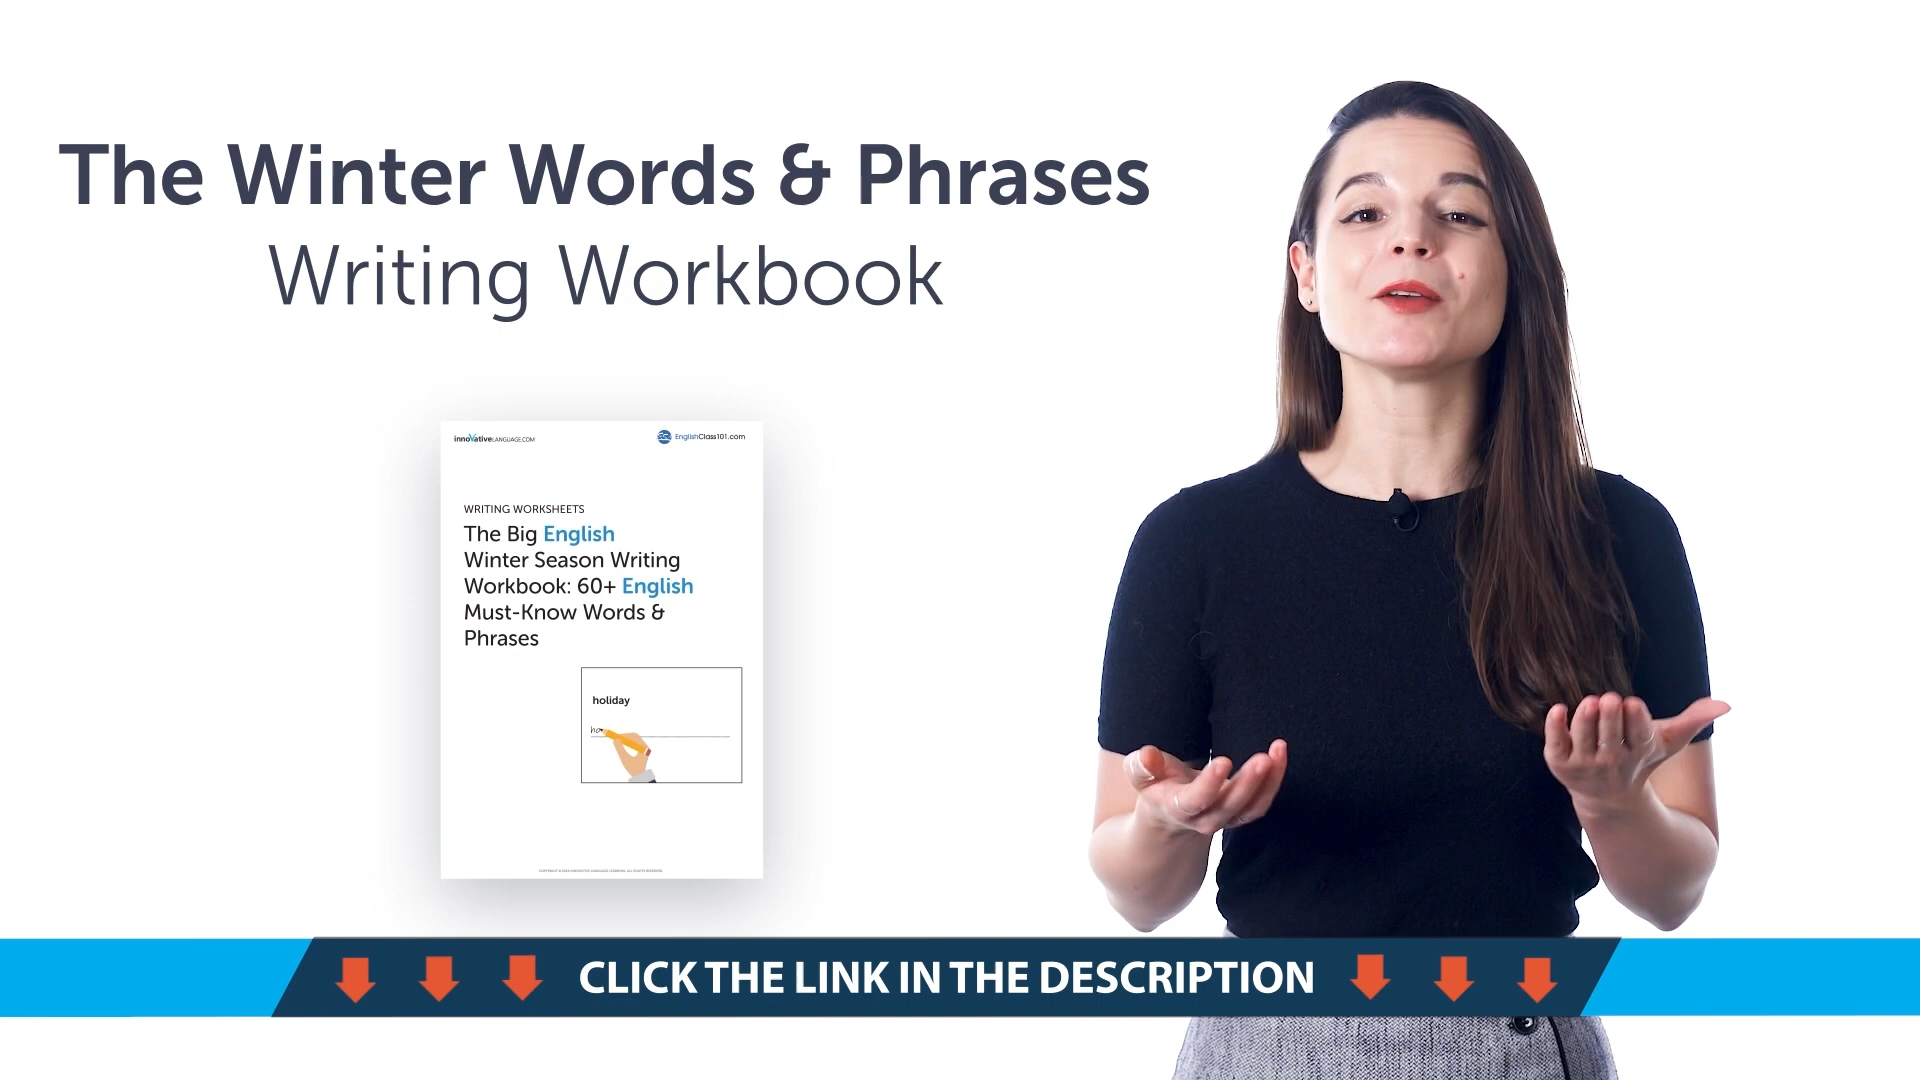 The Winter Words & Phrases
Writing Workbook
innovativeLANGUAGE.COM
EnglishClass101.com
WRITING WORKSHEETS
The Big English
Winter Season Writing
Workbook: 60+ English
Must-Know Words &
Phrases
holiday
ho
CLICK THE LINK IN THE DESCRIPTION